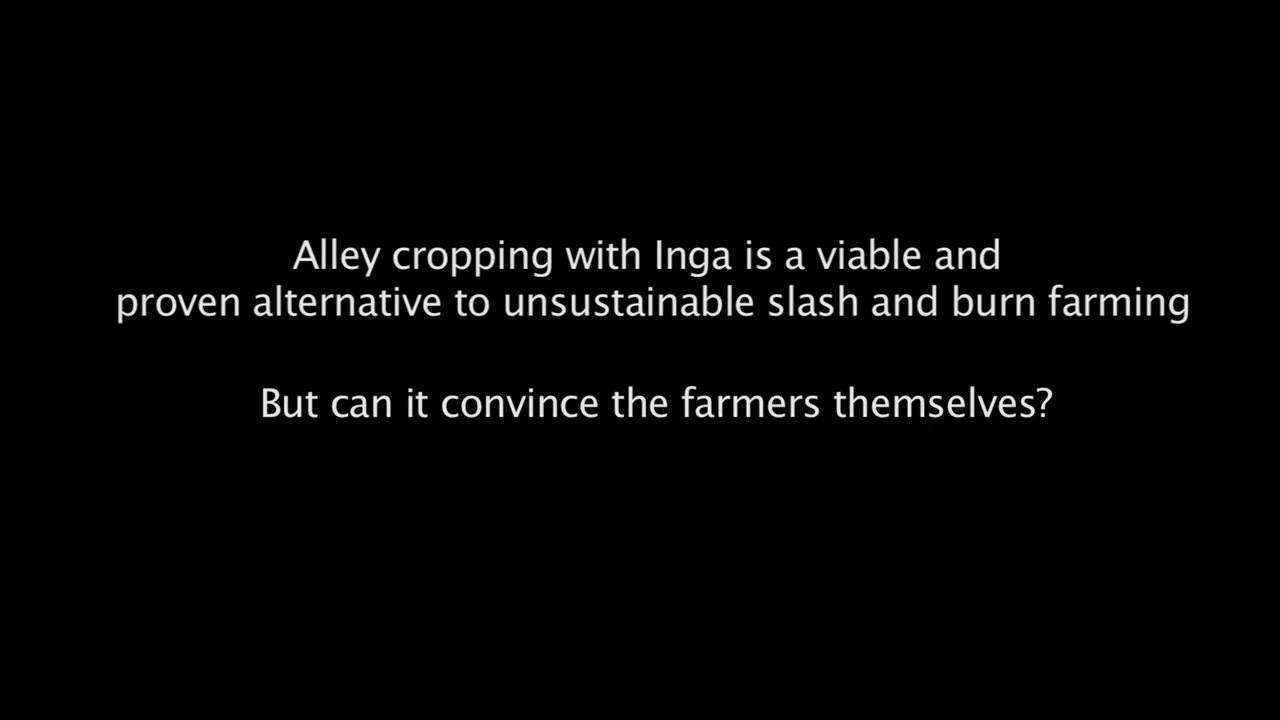 Alley cropping with Inga is a viable and
proven alternative to unsustainable slash and burn farming
But can it convince the farmers themselves?